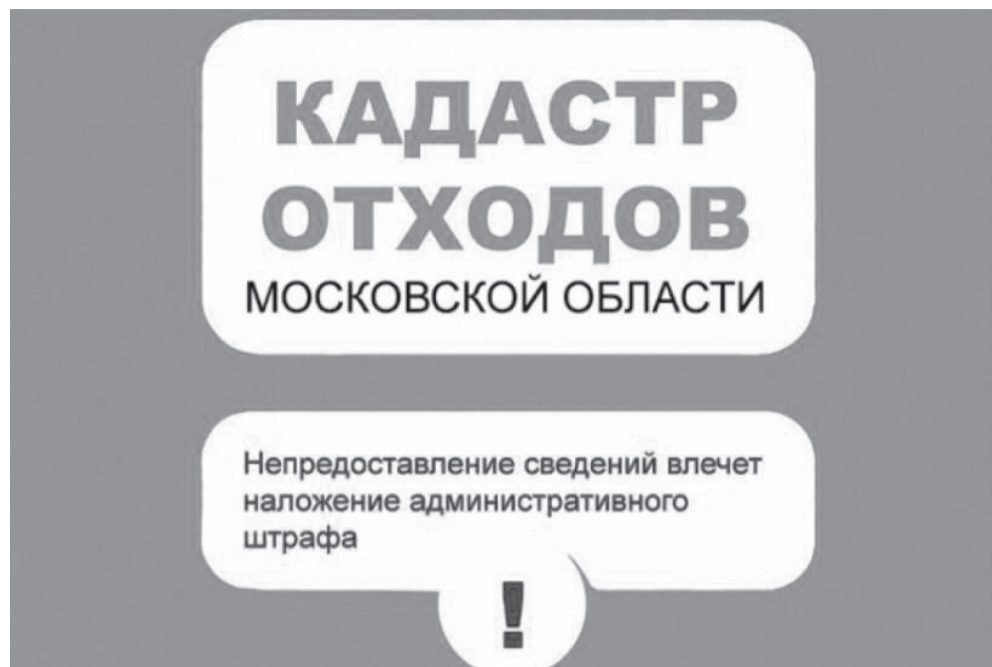 КАДАСТР
ОТХОДОВ
МОСКОВСКОЙ ОБЛАСТИ
Непредоставление сведений влечет
наложение административного
штрафа
!